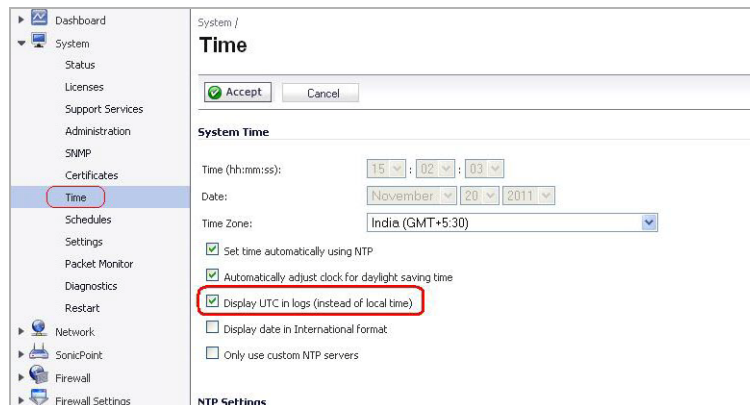 Dashboard
System
Status
Licenses
Support Services
Administration
SNMP
Certificates
Time
Schedules
Settings
Packet Monitor
Diagnostics
Restart
Network
SonicPoint
Firewall
Firewall Settings
System /
Time
Accept Cancel
System Time
Time (hh:mm:ss): 15 : 02 : 03
Date: November 20 2011
Time Zone: India (GMT+5:30)
Set time automatically using NTP
Automatically adjust clock for daylight saving time
Display UTC in logs (instead of local time)
Display date in International format
Only use custom NTP servers
NTP Settings